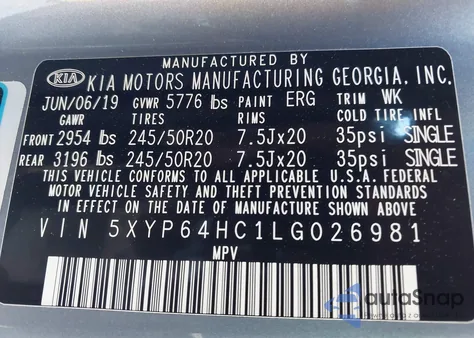 MANUFACTURED BY
KIA KIA MOTORS MANUFACTURING GEORGIA, INC.
JUN/06/19 GVWR 5776 lbs PAINT ERG TRIM WK
GAWR TIRES RIMS COLD TIRE INFL
FRONT 2954 lbs 245/50R20 7.5Jx20 35psi SINGLE
REAR 3196 lbs 245/50R20 7.5Jx20 35psi SINGLE
THIS VEHICLE CONFORMS TO ALL APPLICABLE U.S.A. FEDERAL
MOTOR VEHICLE SAFETY AND THEFT PREVENTION STANDARDS
IN EFFECT ON THE DATE OF MANUFACTURE SHOWN ABOVE
VIN 5XYP64HC1LG026981
MPV
autoSnap